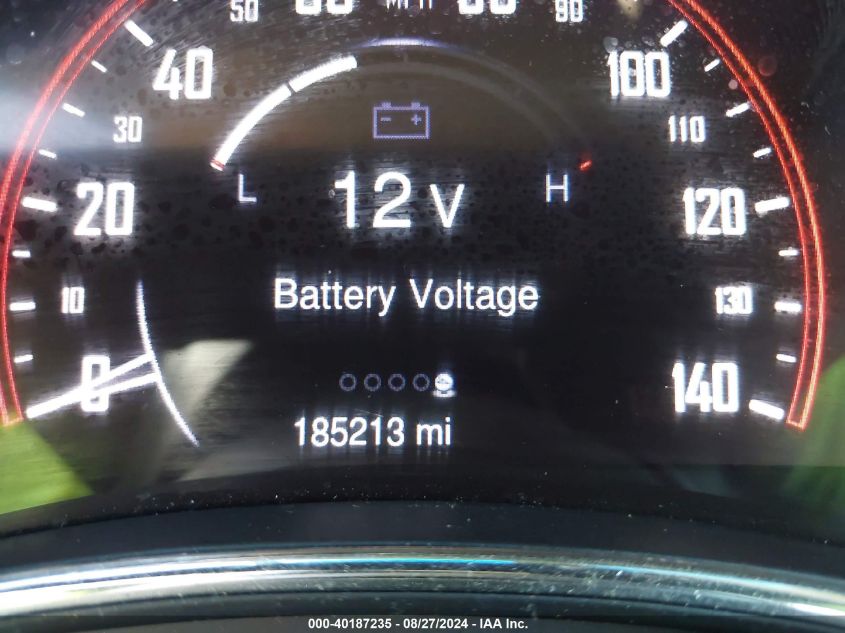 50 MPH 90
40 100
30 110
L 12 V H
20 120
Battery Voltage
10 130
0 140
185213 mi
000-40187235 - 08/27/2024 - IAA Inc.